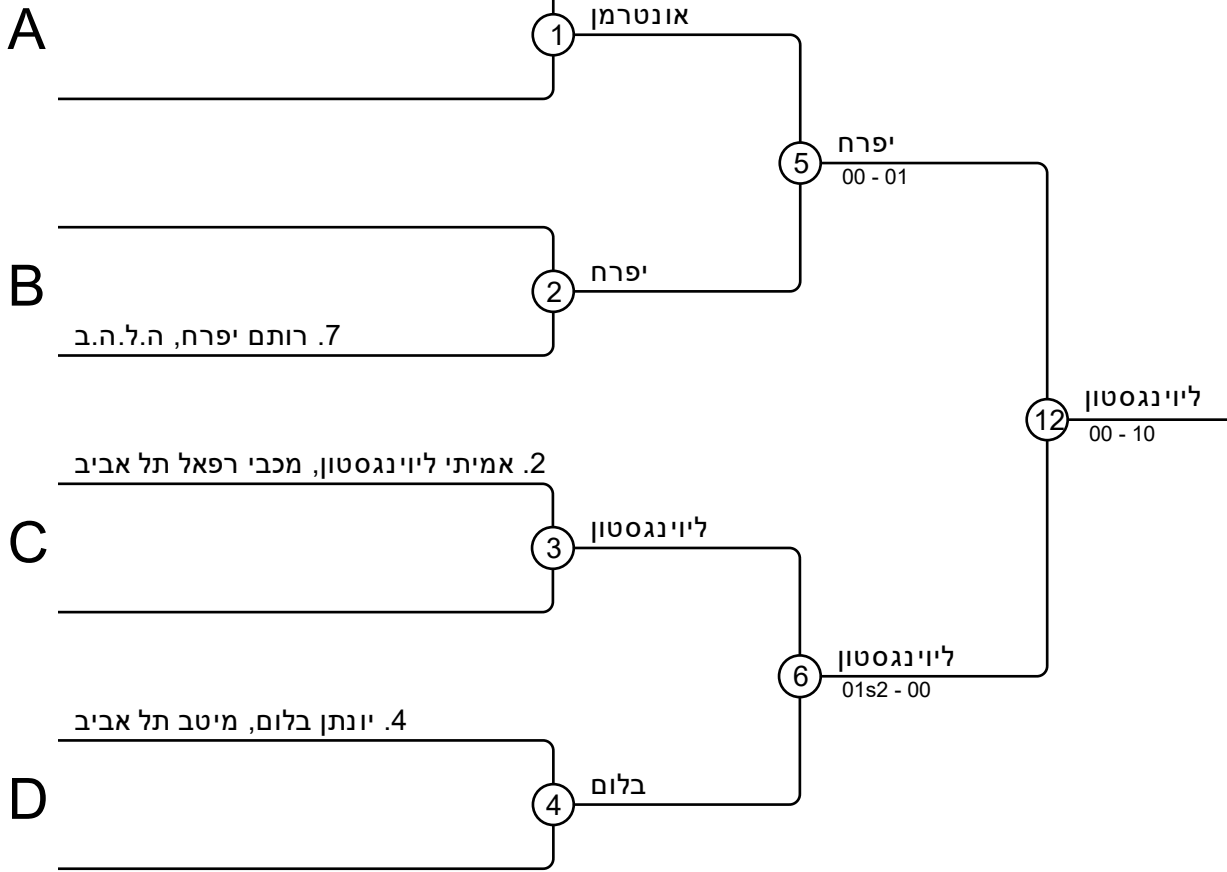 A
1
אונטרמן
5
יפרח
00 - 01
B
2
יפרח
7. רותם יפרח, ה.ל.ה.ב
12
ליוינגסטון
00 - 10
2. אמיתי ליוינגסטון, מכבי רפאל תל אביב
C
3
ליוינגסטון
6
ליוינגסטון
01s2 - 00
4. יונתן בלום, מיטב תל אביב
D
4
בלום